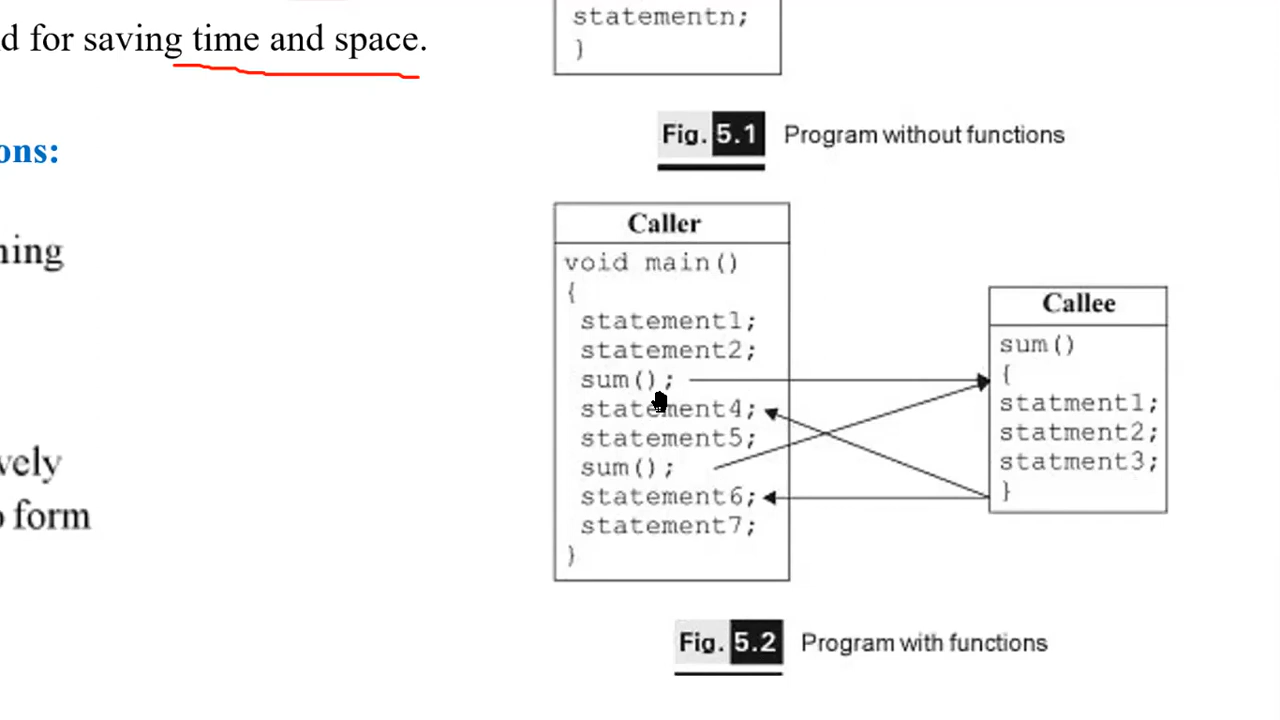 d for saving time and space.
ons:
ning
vely
o form
statementn;
}
Fig. 5.1 Program without functions
Caller
void main()
{
statement1;
statement2;
sum();
statement4;
statement5;
sum();
statement6;
statement7;
}
Callee
sum()
{
statment1;
statment2;
statment3;
}
Fig. 5.2 Program with functions